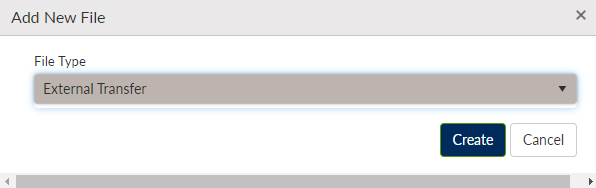 Add New File
File Type
External Transfer
Create Cancel